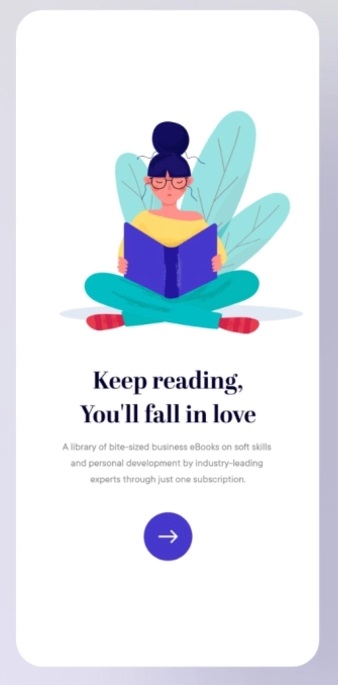 Keep reading,
You'll fall in love
A library of bite-sized business eBooks on soft skills
and personal development by industry-leading
experts through just one subscription.